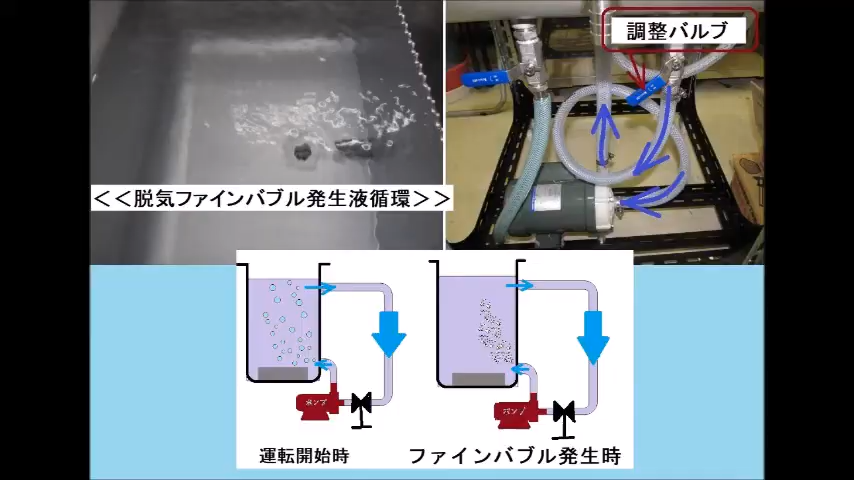 調整バルブ
<<脱気ファインバブル発生液循環>>
ポンプ
ポンプ
運転開始時
ファインバブル発生時